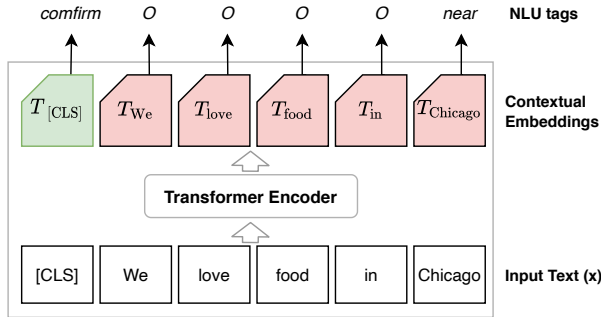 comfirm O O O O near NLU tags
T[CLS] TWe Tlove Tfood Tin TChicago Contextual
Embeddings
Transformer Encoder
[CLS] We love food in Chicago Input Text (x)